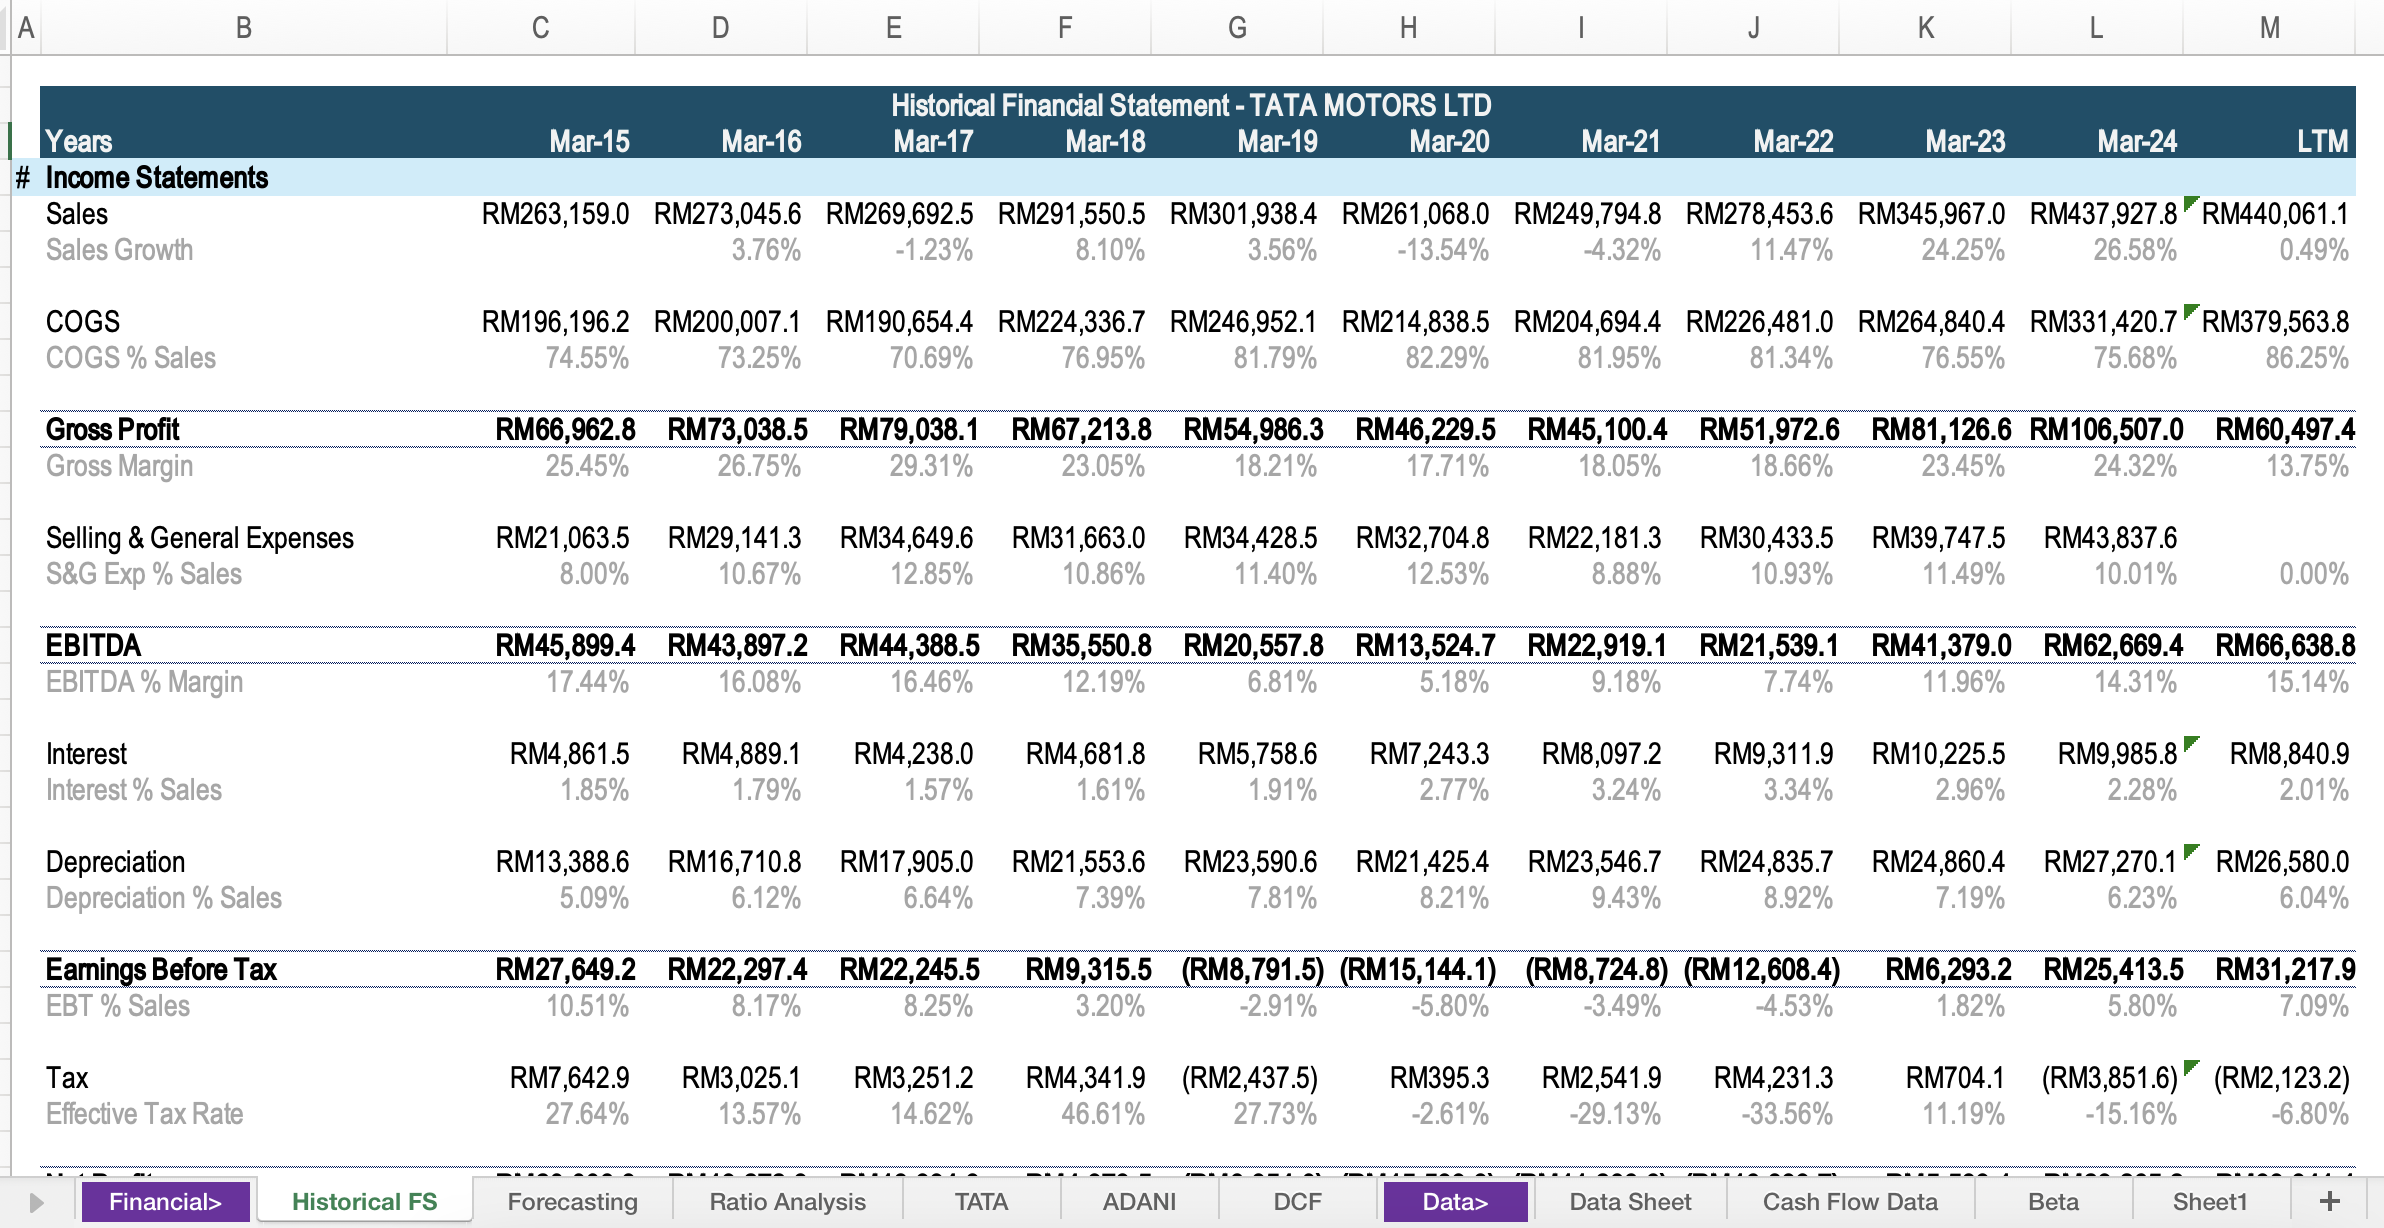 A B C D E F G H I J K L M
Historical Financial Statement - TATA MOTORS LTD
Years Mar-15 Mar-16 Mar-17 Mar-18 Mar-19 Mar-20 Mar-21 Mar-22 Mar-23 Mar-24 LTM
# Income Statements
Sales RM263,159.0 RM273,045.6 RM269,692.5 RM291,550.5 RM301,938.4 RM261,068.0 RM249,794.8 RM278,453.6 RM345,967.0 RM437,927.8 RM440,061.1
Sales Growth 3.76% -1.23% 8.10% 3.56% -13.54% -4.32% 11.47% 24.25% 26.58% 0.49%
COGS RM196,196.2 RM200,007.1 RM190,654.4 RM224,336.7 RM246,952.1 RM214,838.5 RM204,694.4 RM226,481.0 RM264,840.4 RM331,420.7 RM379,563.8
COGS % Sales 74.55% 73.25% 70.69% 76.95% 81.79% 82.29% 81.95% 81.34% 76.55% 75.68% 86.25%
Gross Profit RM66,962.8 RM73,038.5 RM79,038.1 RM67,213.8 RM54,986.3 RM46,229.5 RM45,100.4 RM51,972.6 RM81,126.6 RM106,507.0 RM60,497.4
Gross Margin 25.45% 26.75% 29.31% 23.05% 18.21% 17.71% 18.05% 18.66% 23.45% 24.32% 13.75%
Selling & General Expenses RM21,063.5 RM29,141.3 RM34,649.6 RM31,663.0 RM34,428.5 RM32,704.8 RM22,181.3 RM30,433.5 RM39,747.5 RM43,837.6
S&G Exp % Sales 8.00% 10.67% 12.85% 10.86% 11.40% 12.53% 8.88% 10.93% 11.49% 10.01% 0.00%
EBITDA RM45,899.4 RM43,897.2 RM44,388.5 RM35,550.8 RM20,557.8 RM13,524.7 RM22,919.1 RM21,539.1 RM41,379.0 RM62,669.4 RM66,638.8
EBITDA % Margin 17.44% 16.08% 16.46% 12.19% 6.81% 5.18% 9.18% 7.74% 11.96% 14.31% 15.14%
Interest RM4,861.5 RM4,889.1 RM4,238.0 RM4,681.8 RM5,758.6 RM7,243.3 RM8,097.2 RM9,311.9 RM10,225.5 RM9,985.8 RM8,840.9
Interest % Sales 1.85% 1.79% 1.57% 1.61% 1.91% 2.77% 3.24% 3.34% 2.96% 2.28% 2.01%
Depreciation RM13,388.6 RM16,710.8 RM17,905.0 RM21,553.6 RM23,590.6 RM21,425.4 RM23,546.7 RM24,835.7 RM24,860.4 RM27,270.1 RM26,580.0
Depreciation % Sales 5.09% 6.12% 6.64% 7.39% 7.81% 8.21% 9.43% 8.92% 7.19% 6.23% 6.04%
Earnings Before Tax RM27,649.2 RM22,297.4 RM22,245.5 RM9,315.5 (RM8,791.5) (RM15,144.1) (RM8,724.8) (RM12,608.4) RM6,293.2 RM25,413.5 RM31,217.9
EBT % Sales 10.51% 8.17% 8.25% 3.20% -2.91% -5.80% -3.49% -4.53% 1.82% 5.80% 7.09%
Tax RM7,642.9 RM3,025.1 RM3,251.2 RM4,341.9 (RM2,437.5) RM395.3 RM2,541.9 RM4,231.3 RM704.1 (RM3,851.6) (RM2,123.2)
Effective Tax Rate 27.64% 13.57% 14.62% 46.61% 27.73% -2.61% -29.13% -33.56% 11.19% -15.16% -6.80%
Financial> Historical FS Forecasting Ratio Analysis TATA ADANI DCF Data> Data Sheet Cash Flow Data Beta Sheet1 +